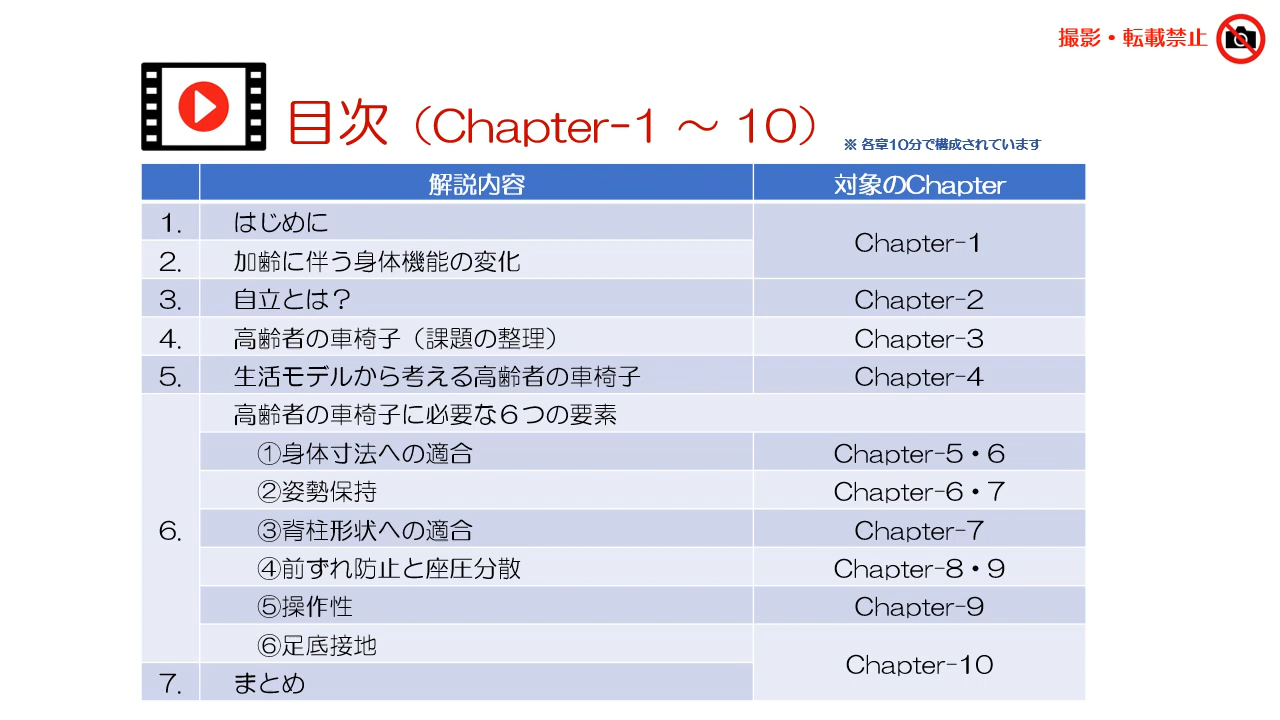 撮影・転載禁止
目次（Chapter-1 ～ 10）
※ 各章10分で構成されています
解説内容 対象のChapter
1. はじめに Chapter-1
2. 加齢に伴う身体機能の変化
3. 自立とは？ Chapter-2
4. 高齢者の車椅子（課題の整理） Chapter-3
5. 生活モデルから考える高齢者の車椅子 Chapter-4
6. 高齢者の車椅子に必要な６つの要素
①身体寸法への適合 Chapter-5・6
②姿勢保持 Chapter-6・7
③脊柱形状への適合 Chapter-7
④前ずれ防止と座圧分散 Chapter-8・9
⑤操作性 Chapter-9
⑥足底接地 Chapter-10
7. まとめ